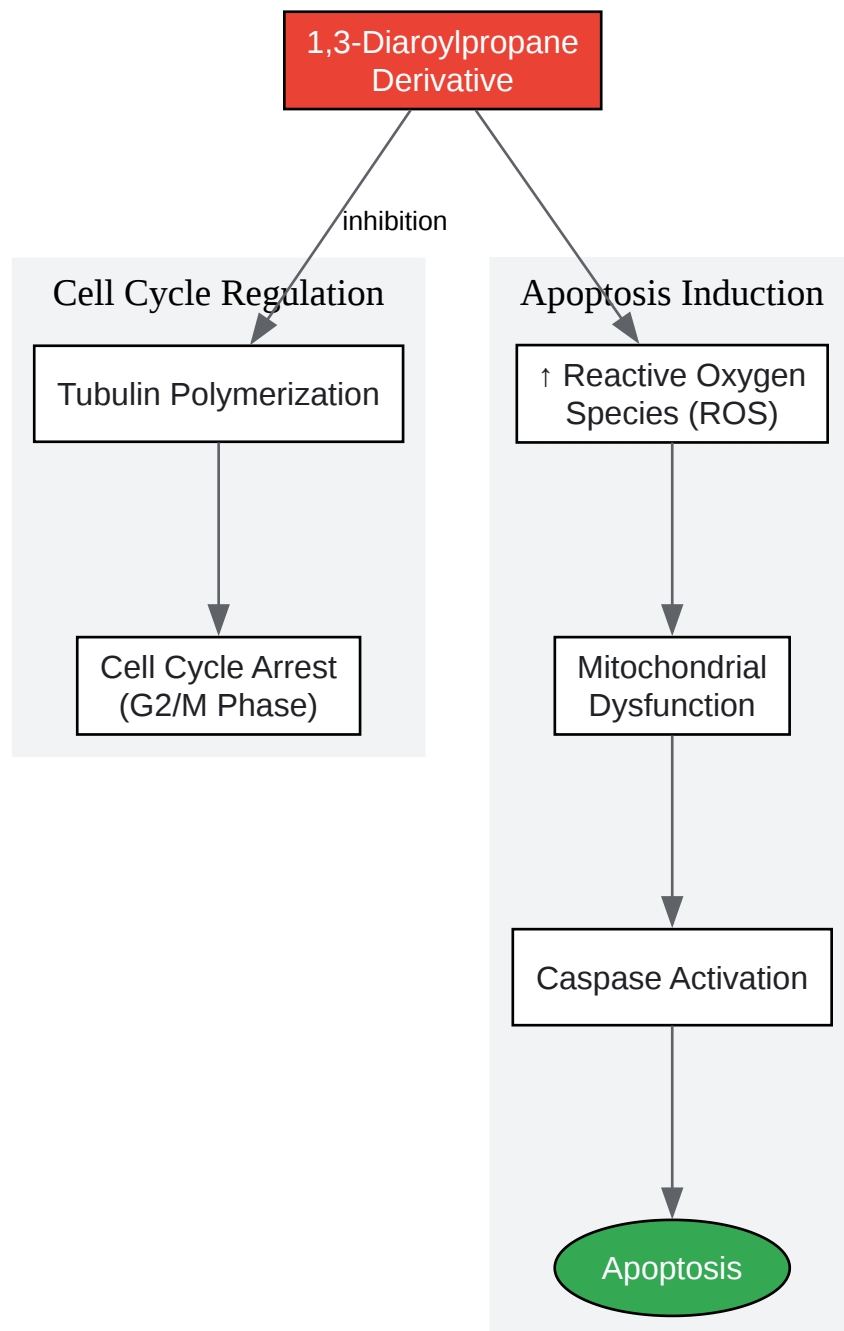 1,3-Diaroylpropane
Derivative
inhibition
Cell Cycle Regulation
Tubulin Polymerization
Cell Cycle Arrest
(G2/M Phase)
Apoptosis Induction
↑ Reactive Oxygen
Species (ROS)
Mitochondrial
Dysfunction
Caspase Activation
Apoptosis